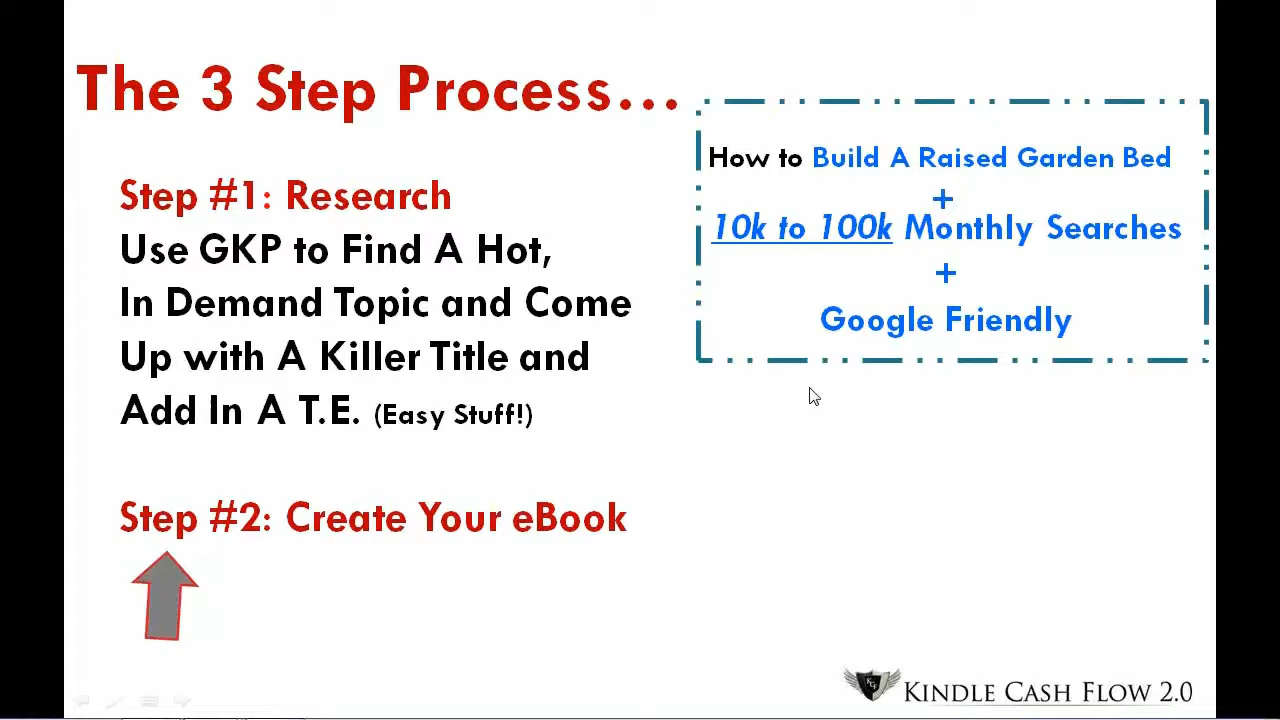 The 3 Step Process...
Step #1: Research
Use GKP to Find A Hot,
In Demand Topic and Come
Up with A Killer Title and
Add In A T.E. (Easy Stuff!)
Step #2: Create Your eBook
How to Build A Raised Garden Bed
+
10k to 100k Monthly Searches
+
Google Friendly
KINDLE CASH FLOW 2.0